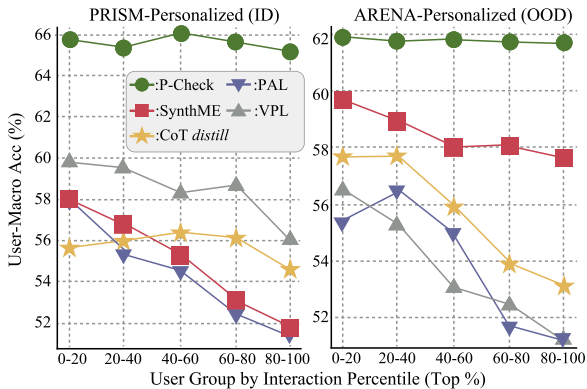 PRISM-Personalized (ID)
ARENA-Personalized (OOD)
User-Macro Acc (%)
66
64
60
58
56
54
52
:P-Check
:PAL
:SynthME
:VPL
:CoT distill
0-20
20-40
40-60
60-80
80-100
62
60
58
56
54
52
0-20
20-40
40-60
60-80
80-100
User Group by Interaction Percentile (Top %)